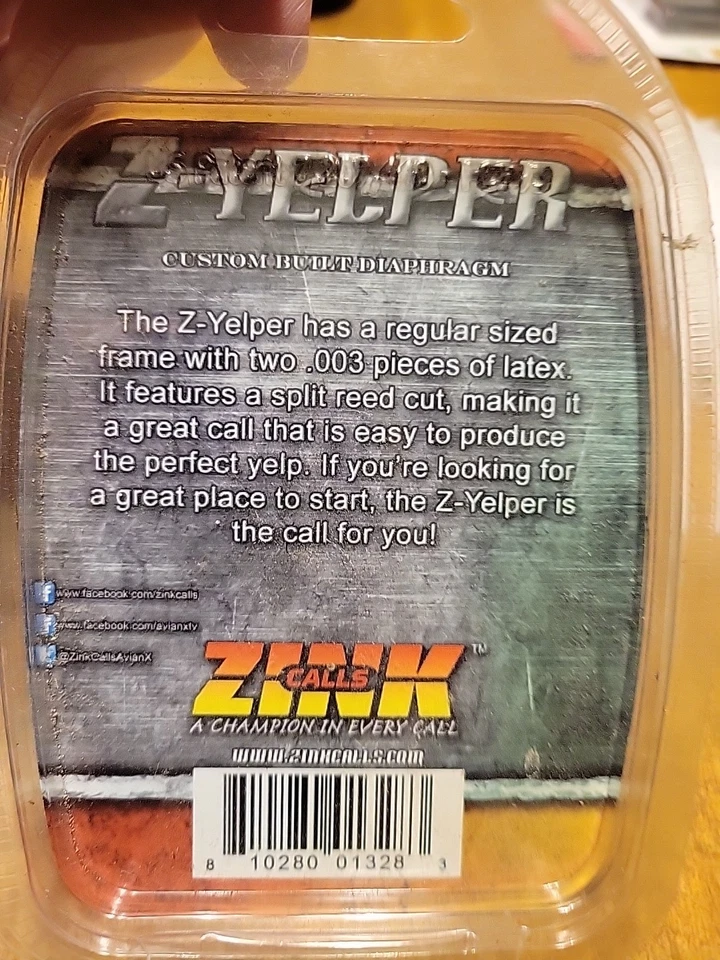 Z-YELPER
CUSTOM BUILT DIAPHRAGM
The Z-Yelper has a regular sized
frame with two .003 pieces of latex.
It features a split reed cut, making it
a great call that is easy to produce
the perfect yelp. If you're looking for
a great place to start, the Z-Yelper is
the call for you!
f www.facebook.com/zinkcalls
f www.facebook.com/avianxtv
@ZinkCallsAvianX
ZINK™
CALLS
A CHAMPION IN EVERY CALL
WWW.ZINKCALLS.COM
8 10280 01328 3